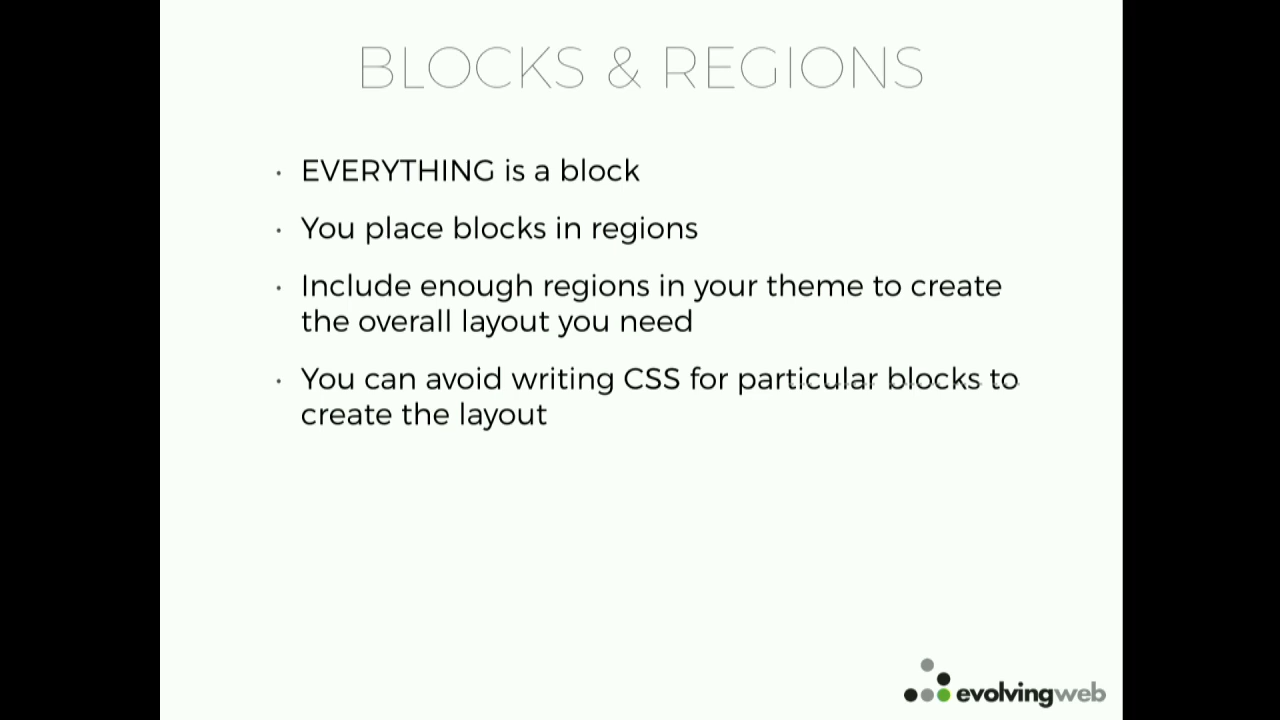 BLOCKS & REGIONS
· EVERYTHING is a block
· You place blocks in regions
· Include enough regions in your theme to create
the overall layout you need
· You can avoid writing CSS for particular blocks to
create the layout
evolvingweb